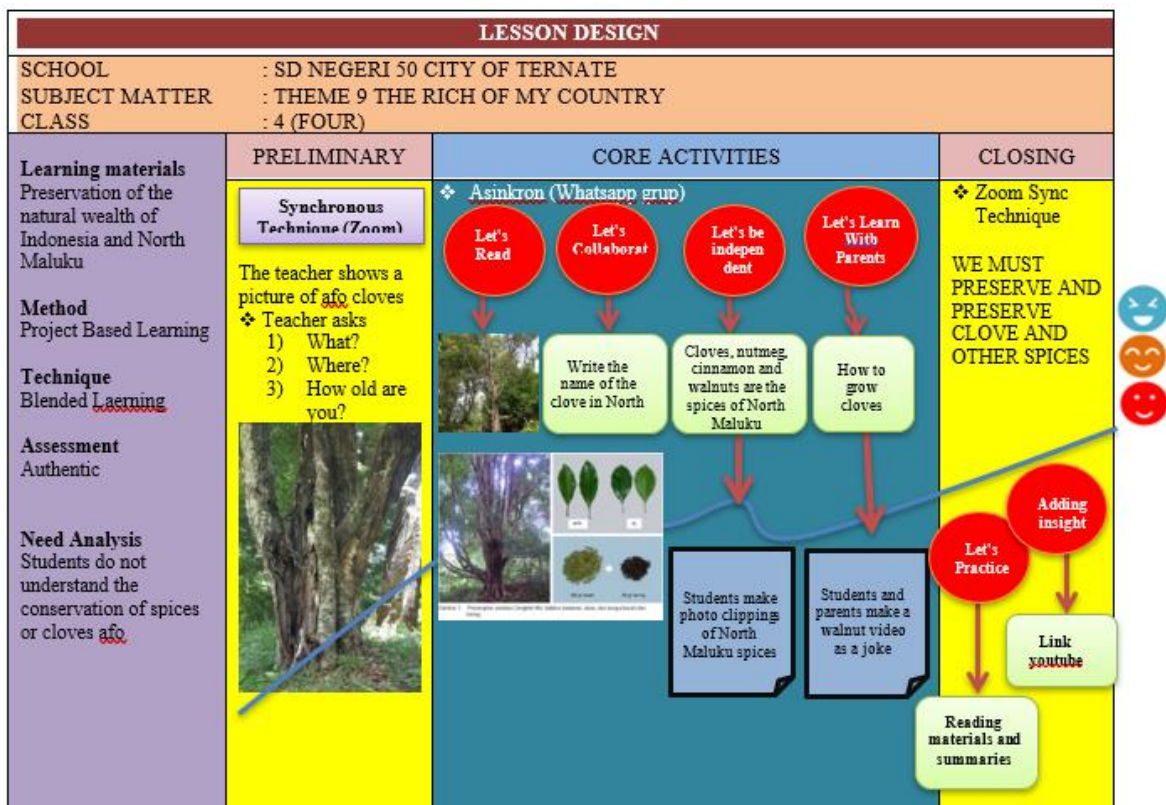 LESSON DESIGN
SCHOOL : SD NEGERI 50 CITY OF TERNATE
SUBJECT MATTER : THEME 9 THE RICH OF MY COUNTRY
CLASS : 4 (FOUR)
Learning materials
Preservation of the
natural wealth of
Indonesia and North
Maluku
Method
Project Based Learning
Technique
Blended Laerning
Assessment
Authentic
Need Analysis
Students do not
understand the
conservation of spices
or cloves afo
PRELIMINARY
Synchronous
Technique (Zoom)
The teacher shows a
picture of afo cloves
❖ Teacher asks
1) What?
2) Where?
3) How old are
you?
CORE ACTIVITIES
❖ Asinkron (Whatsapp grup)
Let's
Read
Let's
Collaborat
Let's be
indepen
dent
Let's Learn
With
Parents
Write the
name of the
clove in North
Cloves, nutmeg,
cinnamon and
walnuts are the
spices of North
Maluku
How to
grow
cloves
Students make
photo clippings
of North
Maluku spices
Students and
parents make a
walnut video
as a joke
CLOSING
❖ Zoom Sync
Technique
WE MUST
PRESERVE AND
PRESERVE
CLOVE AND
OTHER SPICES
Adding
insight
Let's
Practice
Link
youtube
Reading
materials and
summaries